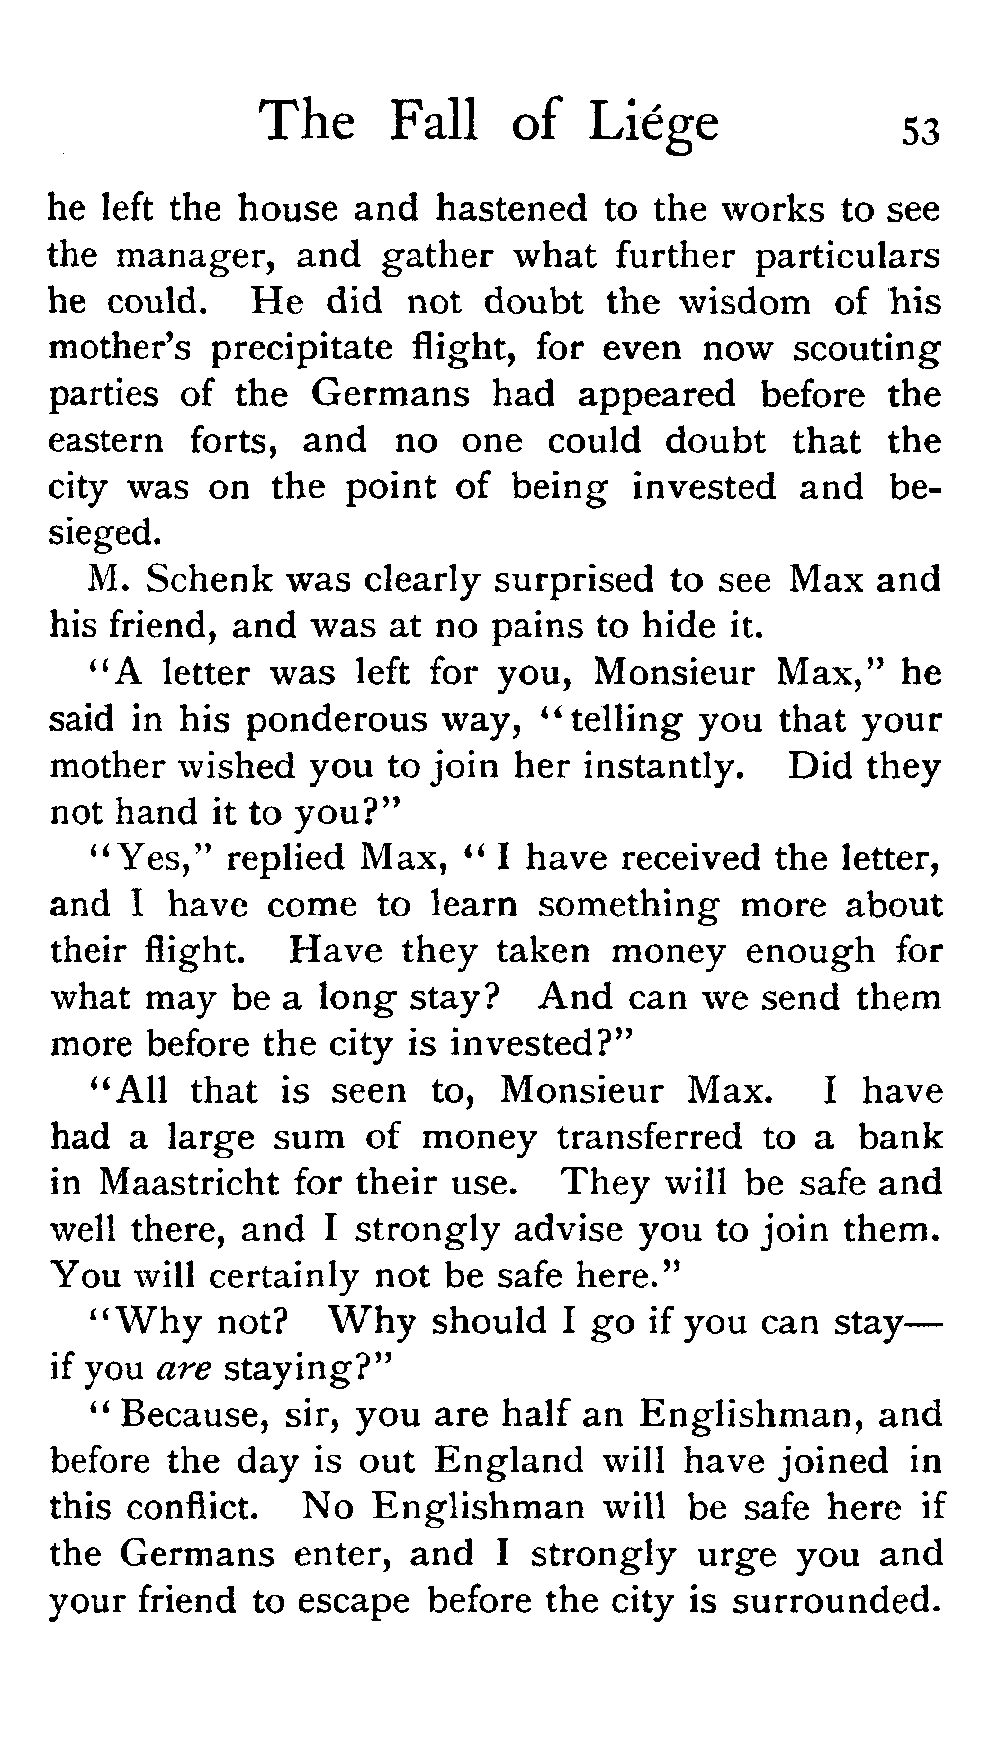 The Fall of Liége 53
he left the house and hastened to the works to see
the manager, and gather what further particulars
he could. He did not doubt the wisdom of his
mother's precipitate flight, for even now scouting
parties of the Germans had appeared before the
eastern forts, and no one could doubt that the
city was on the point of being invested and be-
sieged.
M. Schenk was clearly surprised to see Max and
his friend, and was at no pains to hide it.
"A letter was left for you, Monsieur Max," he
said in his ponderous way, "telling you that your
mother wished you to join her instantly. Did they
not hand it to you?"
"Yes," replied Max, "I have received the letter,
and I have come to learn something more about
their flight. Have they taken money enough for
what may be a long stay? And can we send them
more before the city is invested?"
"All that is seen to, Monsieur Max. I have
had a large sum of money transferred to a bank
in Maastricht for their use. They will be safe and
well there, and I strongly advise you to join them.
You will certainly not be safe here."
"Why not? Why should I go if you can stay—
if you are staying?"
"Because, sir, you are half an Englishman, and
before the day is out England will have joined in
this conflict. No Englishman will be safe here if
the Germans enter, and I strongly urge you and
your friend to escape before the city is surrounded.